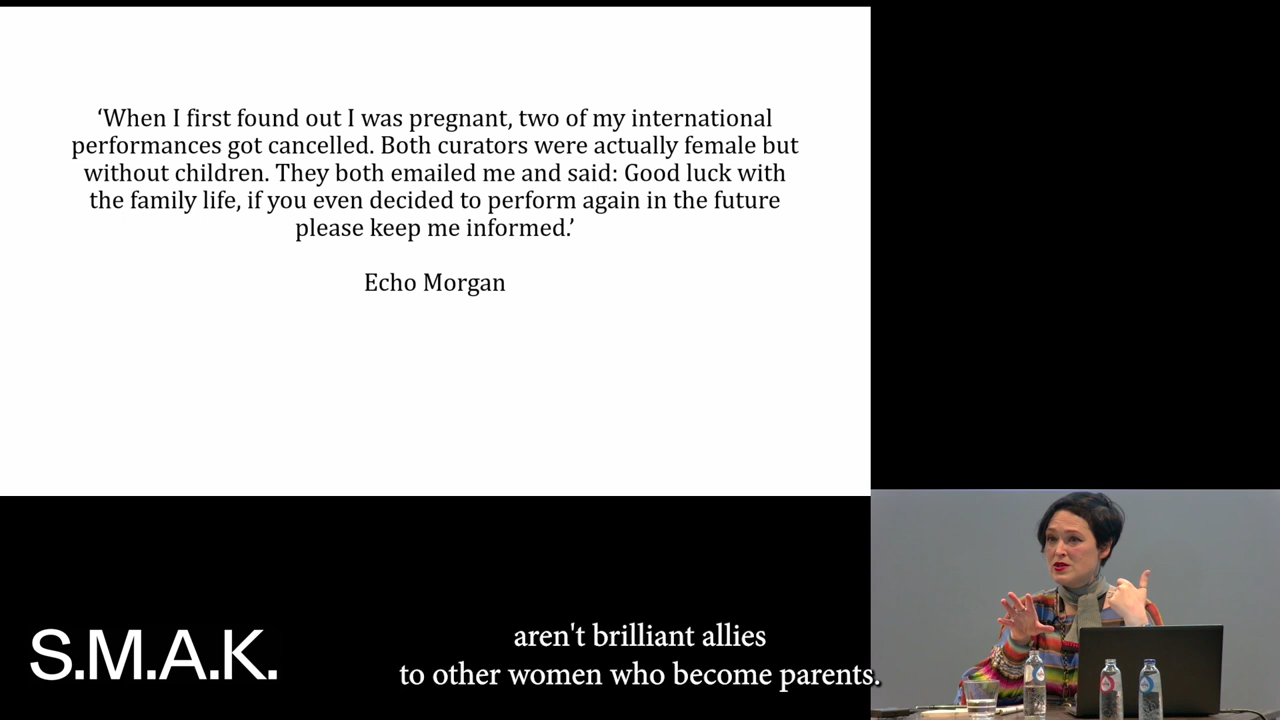 ‘When I first found out I was pregnant, two of my international
performances got cancelled. Both curators were actually female but
without children. They both emailed me and said: Good luck with
the family life, if you even decided to perform again in the future
please keep me informed.’
Echo Morgan
S.M.A.K.
aren't brilliant allies
to other women who become parents.